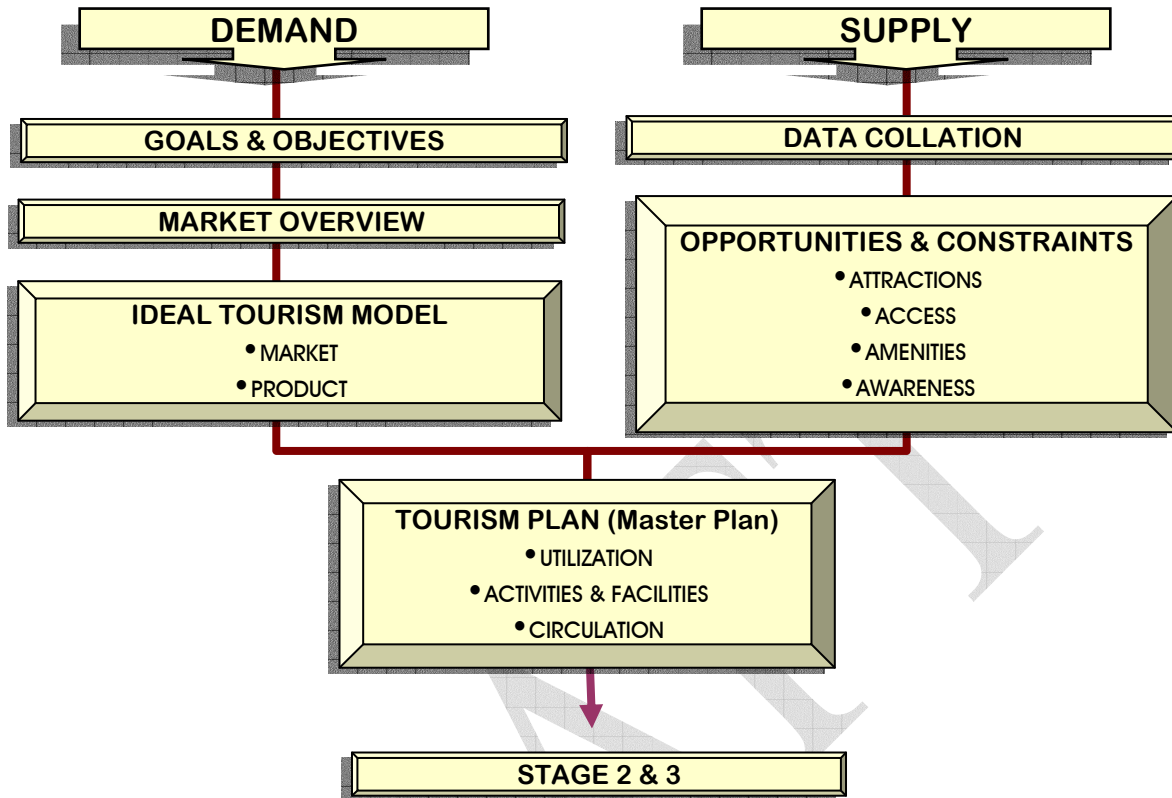 DEMAND
GOALS & OBJECTIVES
MARKET OVERVIEW
IDEAL TOURISM MODEL
• MARKET
• PRODUCT
SUPPLY
DATA COLLATION
OPPORTUNITIES & CONSTRAINTS
• ATTRACTIONS
• ACCESS
• AMENITIES
• AWARENESS
TOURISM PLAN (Master Plan)
• UTILIZATION
• ACTIVITIES & FACILITIES
• CIRCULATION
STAGE 2 & 3